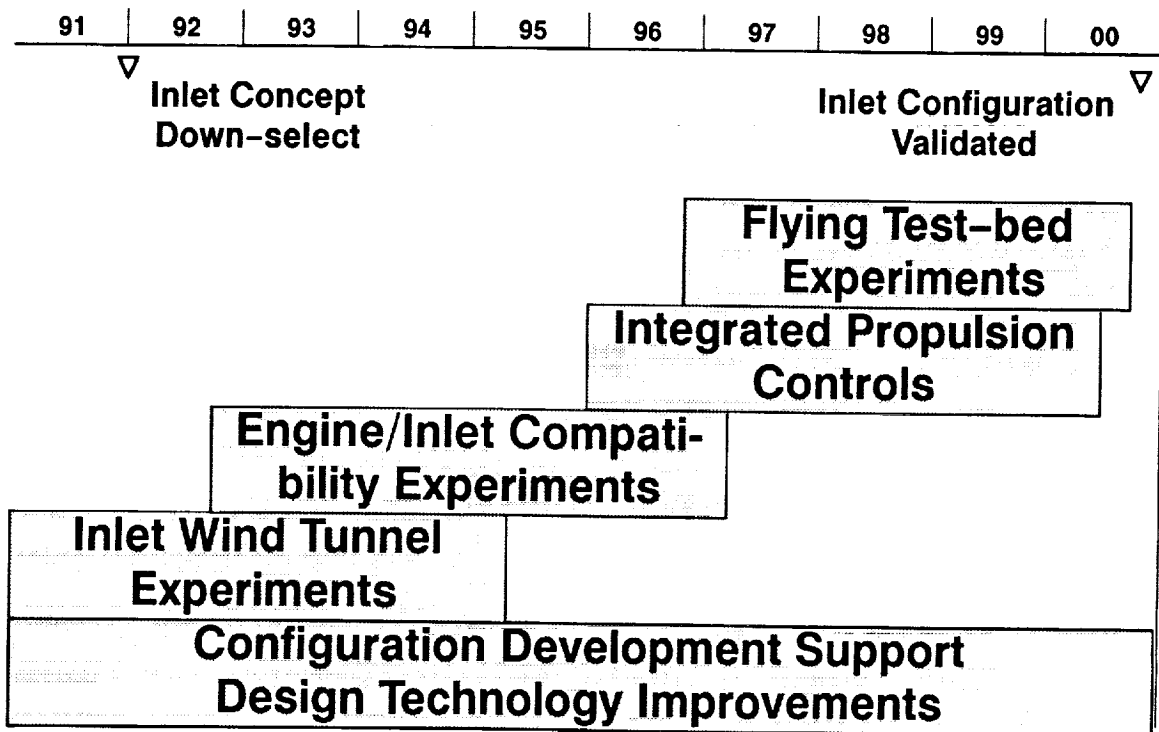 91 92 93 94 95 96 97 98 99 00
Inlet Concept
Down-select
Inlet Configuration
Validated
Flying Test-bed
Experiments
Integrated Propulsion
Controls
Engine/Inlet Compati-
bility Experiments
Inlet Wind Tunnel
Experiments
Configuration Development Support
Design Technology Improvements